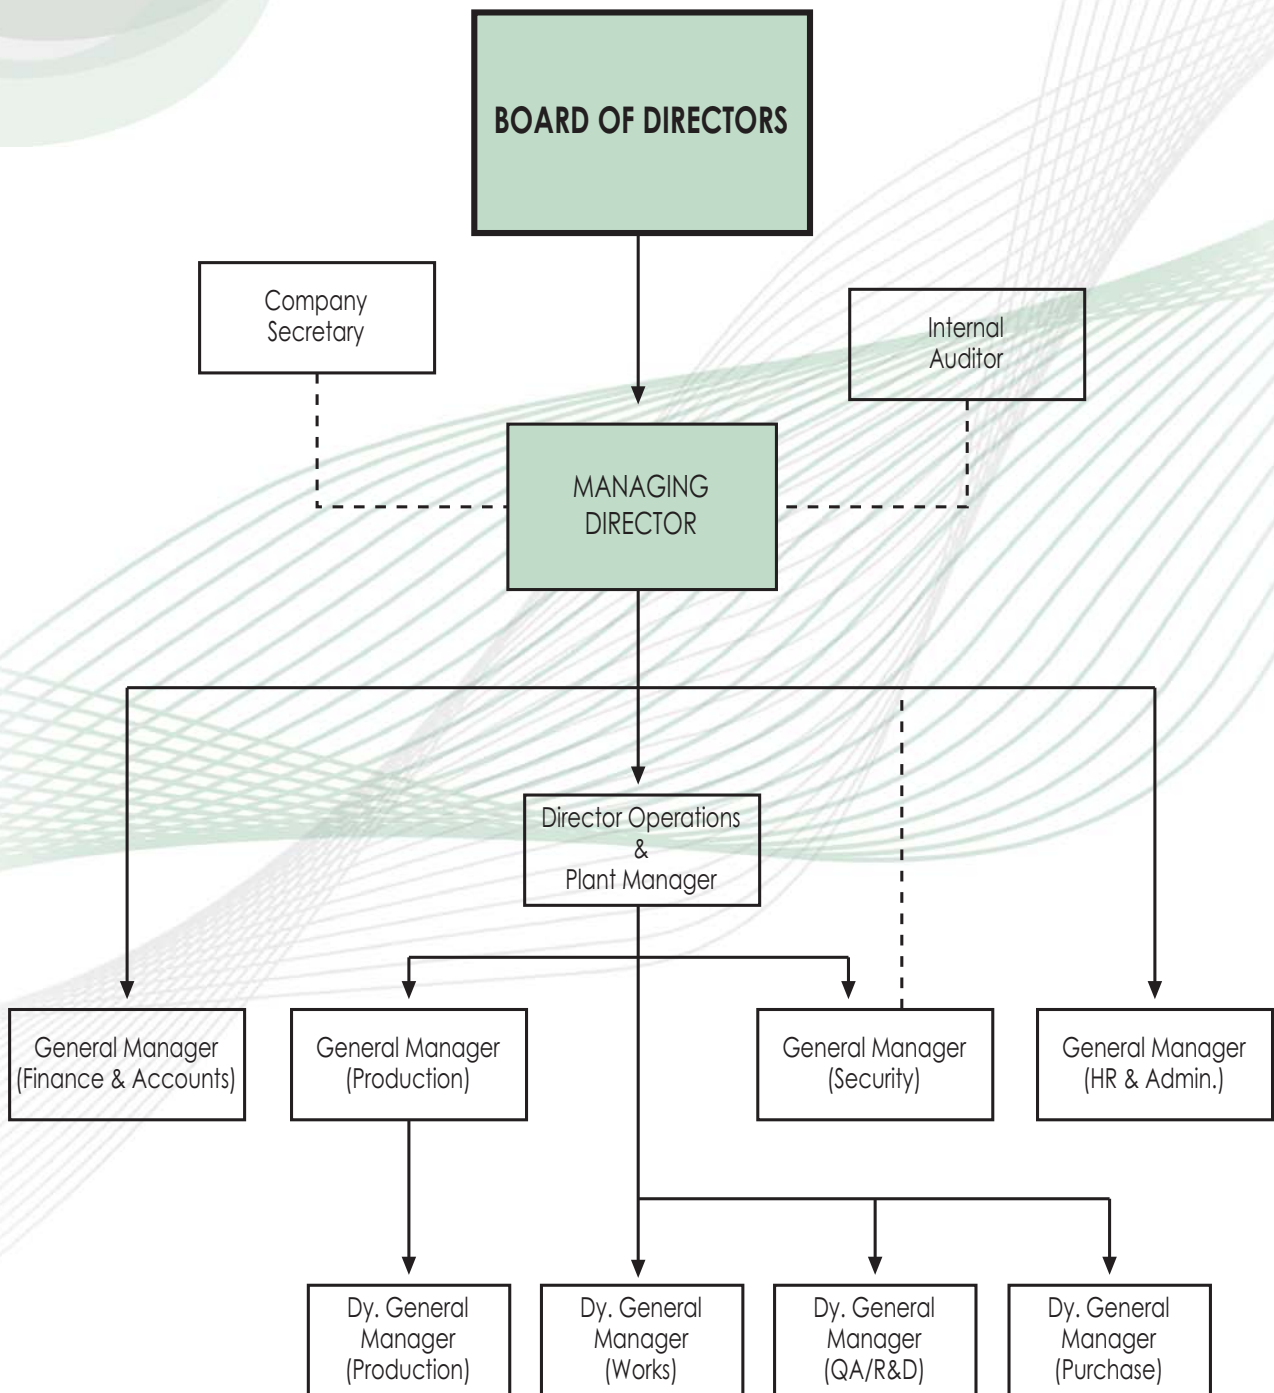 BOARD OF DIRECTORS
Company
Secretary
Internal
Auditor
MANAGING
DIRECTOR
Director Operations
&
Plant Manager
General Manager
(Finance & Accounts)
General Manager
(Production)
General Manager
(Security)
General Manager
(HR & Admin.)
Dy. General
Manager
(Production)
Dy. General
Manager
(Works)
Dy. General
Manager
(QA/R&D)
Dy. General
Manager
(Purchase)